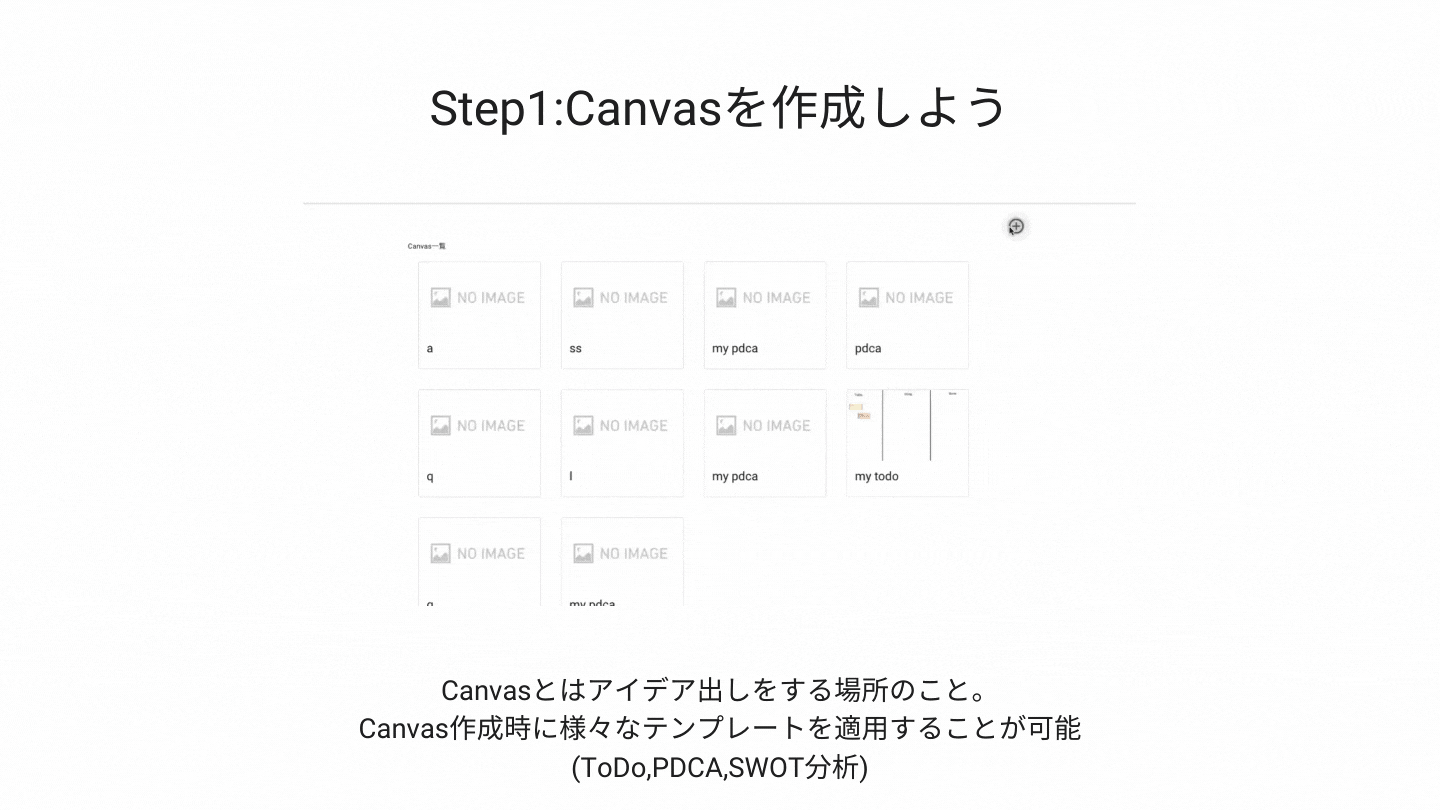 Step1:Canvasを作成しよう
Canvas一覧
NO IMAGE NO IMAGE NO IMAGE NO IMAGE
a ss my pdca pdca
NO IMAGE NO IMAGE NO IMAGE
q l my pdca my todo
NO IMAGE NO IMAGE
q my pdca
Canvasとはアイデア出しをする場所のこと。
Canvas作成時に様々なテンプレートを適用することが可能
(ToDo,PDCA,SWOT分析)